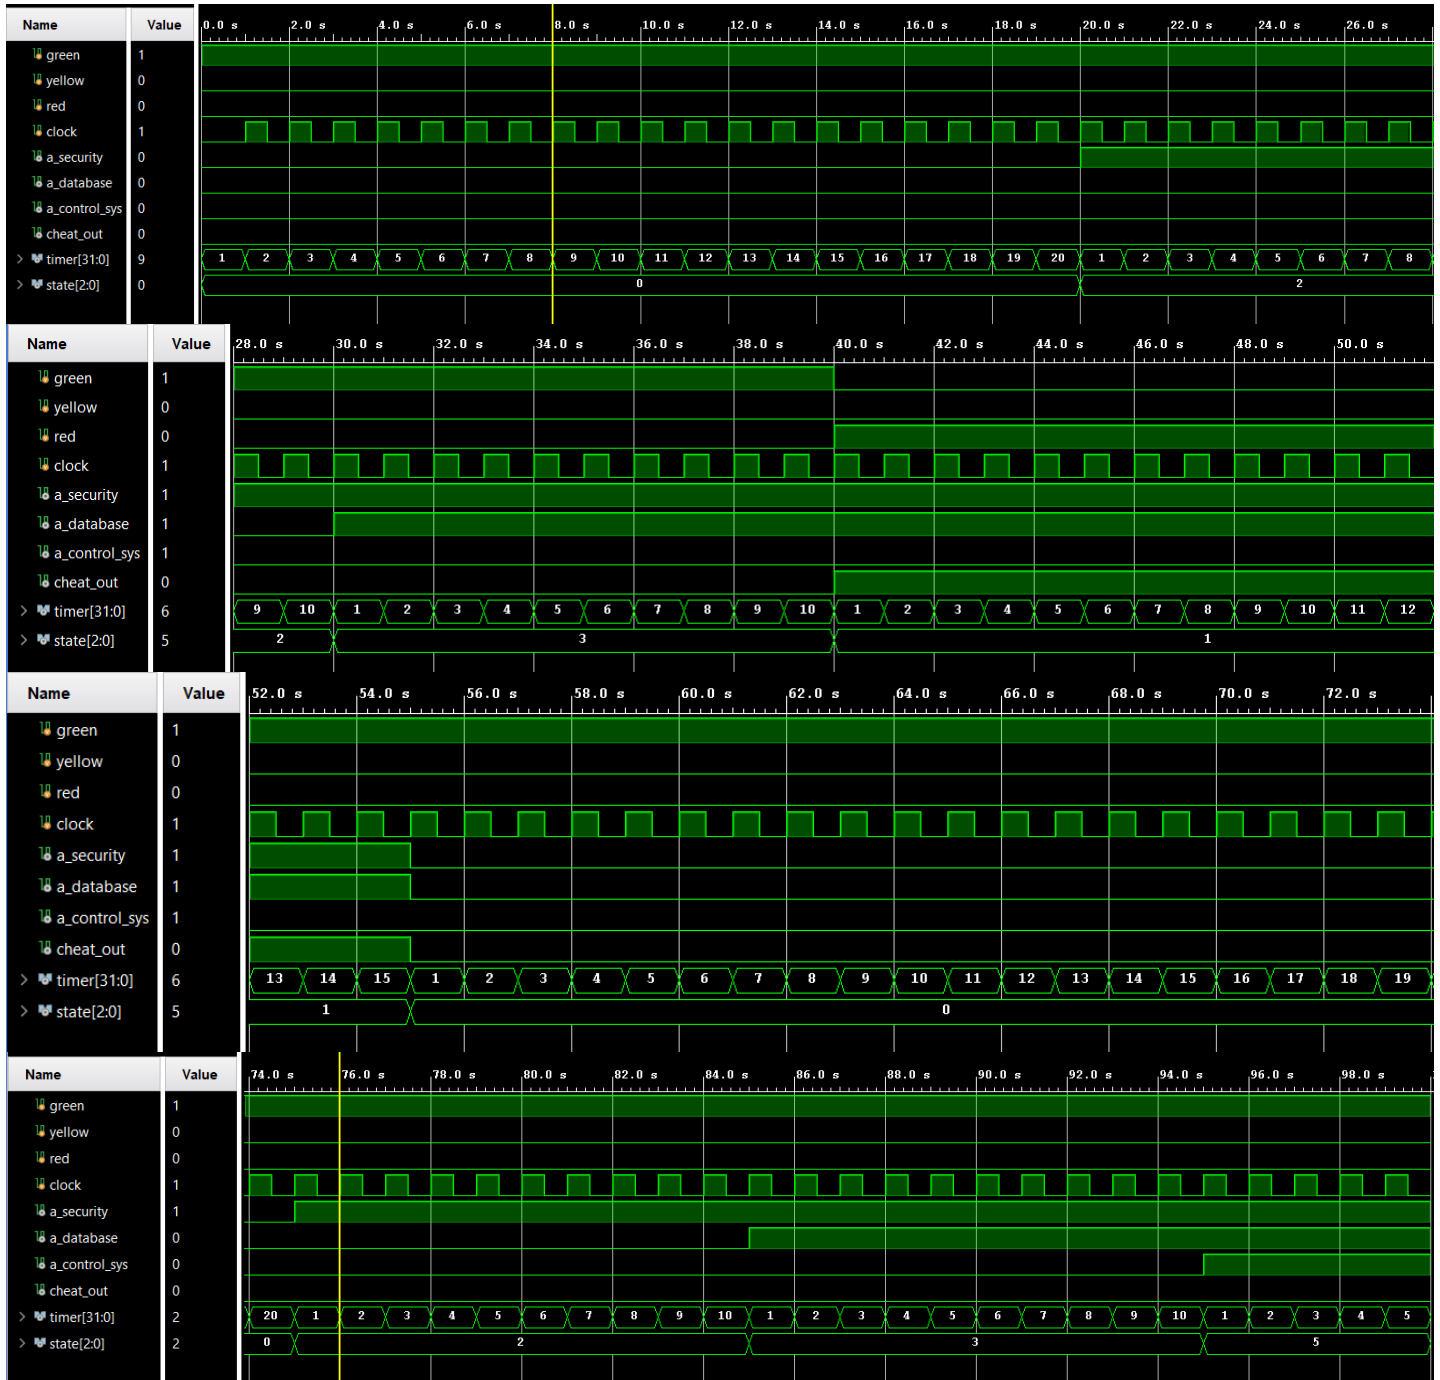 Name Value 0.0 s 2.0 s 4.0 s 6.0 s 8.0 s 10.0 s 12.0 s 14.0 s 16.0 s 18.0 s 20.0 s 22.0 s 24.0 s 26.0 s
green 1
yellow 0
red 0
clock 1
a_security 0
a_database 0
a_control_sys 0
cheat_out 0
timer[31:0] 9 1 2 3 4 5 6 7 8 9 10 11 12 13 14 15 16 17 18 19 20 1 2 3 4 5 6 7 8
state[2:0] 0 0 2
Name Value 28.0 s 30.0 s 32.0 s 34.0 s 36.0 s 38.0 s 40.0 s 42.0 s 44.0 s 46.0 s 48.0 s 50.0 s
green 1
yellow 0
red 0
clock 1
a_security 1
a_database 1
a_control_sys 1
cheat_out 0
timer[31:0] 6 9 10 1 2 3 4 5 6 7 8 9 10 1 2 3 4 5 6 7 8 9 10 11 12
state[2:0] 5 2 3 1
Name Value 52.0 s 54.0 s 56.0 s 58.0 s 60.0 s 62.0 s 64.0 s 66.0 s 68.0 s 70.0 s 72.0 s
green 1
yellow 0
red 0
clock 1
a_security 1
a_database 1
a_control_sys 1
cheat_out 0
timer[31:0] 6 13 14 15 1 2 3 4 5 6 7 8 9 10 11 12 13 14 15 16 17 18 19
state[2:0] 5 1 0
Name Value 74.0 s 76.0 s 78.0 s 80.0 s 82.0 s 84.0 s 86.0 s 88.0 s 90.0 s 92.0 s 94.0 s 96.0 s 98.0 s
green 1
yellow 0
red 0
clock 1
a_security 1
a_database 0
a_control_sys 0
cheat_out 0
timer[31:0] 2 20 1 2 3 4 5 6 7 8 9 10 1 2 3 4 5 6 7 8 9 10 1 2 3 4 5
state[2:0] 2 0 2 3 5